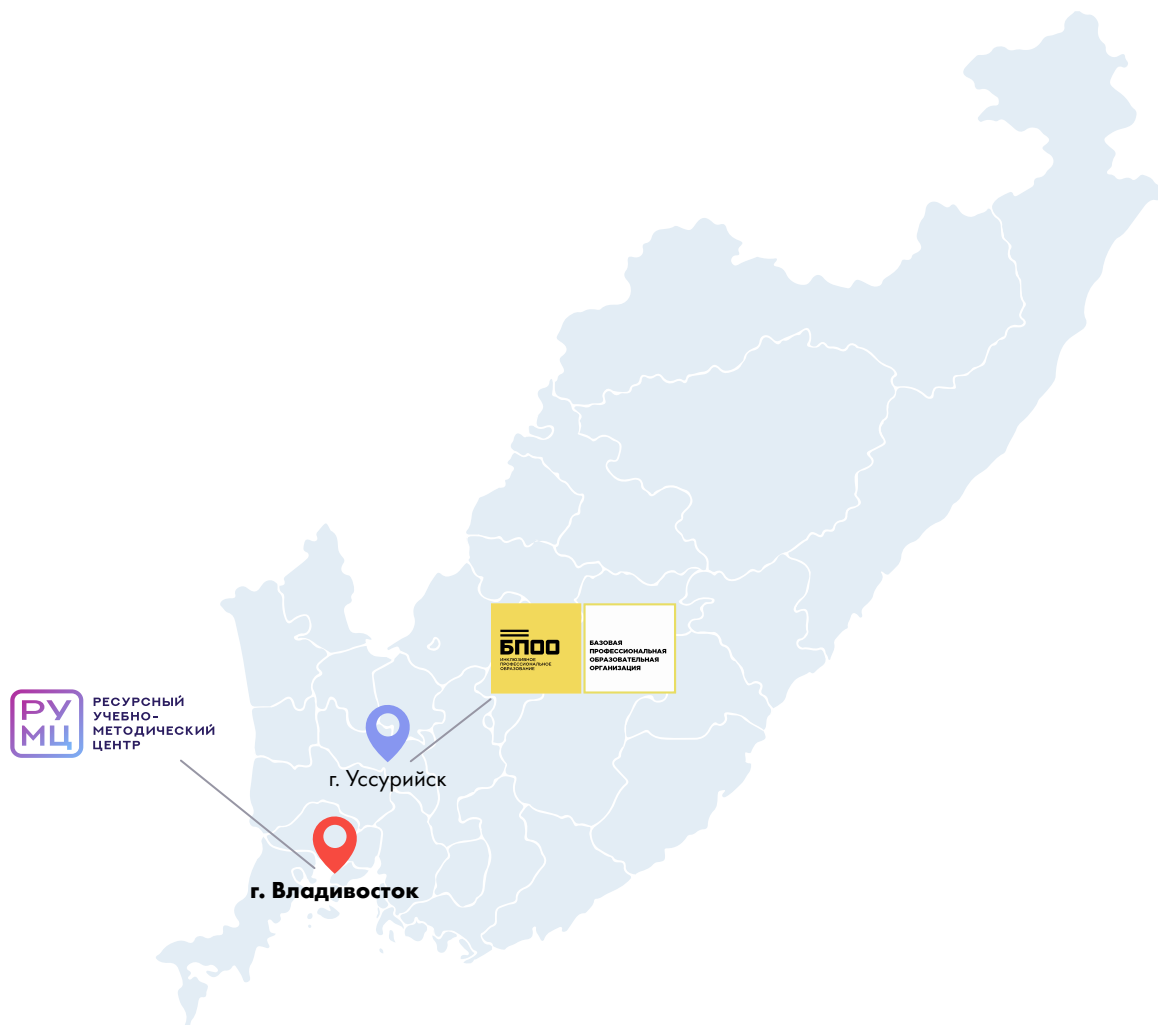 БПОО
ИНКЛЮЗИВНОЕ
ПРОФЕССИОНАЛЬНОЕ
ОБРАЗОВАНИЕ
БАЗОВАЯ
ПРОФЕССИОНАЛЬНАЯ
ОБРАЗОВАТЕЛЬНАЯ
ОРГАНИЗАЦИЯ
РУ
МЦ
РЕСУРСНЫЙ
УЧЕБНО-
МЕТОДИЧЕСКИЙ
ЦЕНТР
г. Уссурийск
г. Владивосток